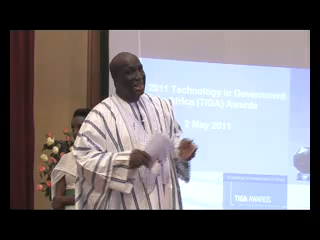 2011 Technology in Government
Africa (TIGA) Awards
2 May 2011
TIGA AWARDS